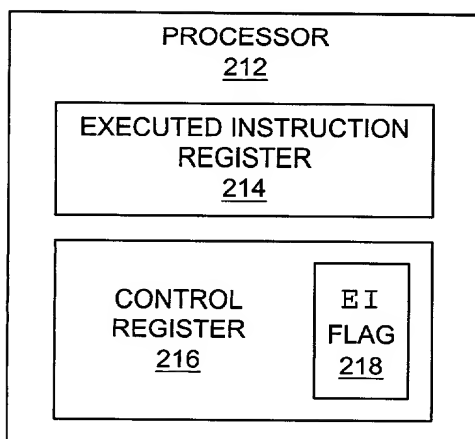 PROCESSOR
212
EXECUTED INSTRUCTION
REGISTER
214
CONTROL
REGISTER
216
EI
FLAG
218